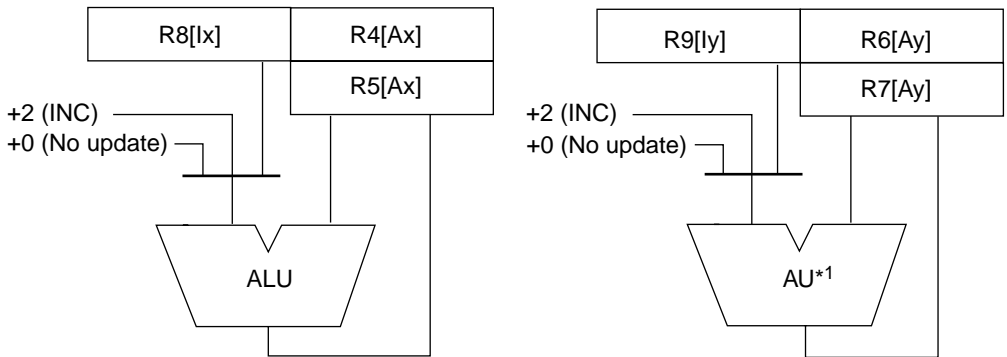 R8[Ix] R4[Ax]
R5[Ax]
+2 (INC)
+0 (No update)
ALU
R9[Iy] R6[Ay]
R7[Ay]
+2 (INC)
+0 (No update)
AU*1